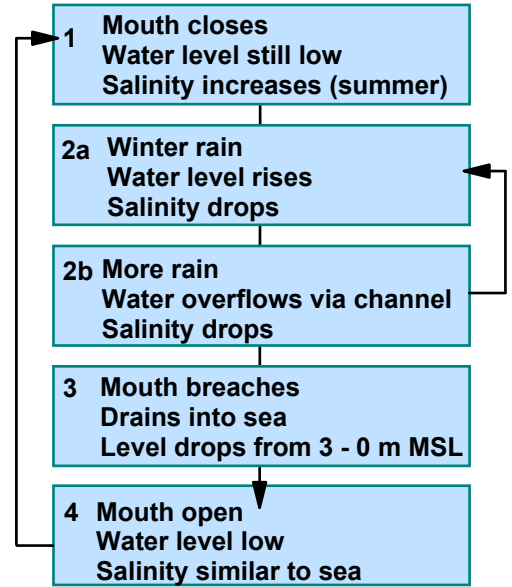 1 Mouth closes
Water level still low
Salinity increases (summer)
2a Winter rain
Water level rises
Salinity drops
2b More rain
Water overflows via channel
Salinity drops
3 Mouth breaches
Drains into sea
Level drops from 3 - 0 m MSL
4 Mouth open
Water level low
Salinity similar to sea